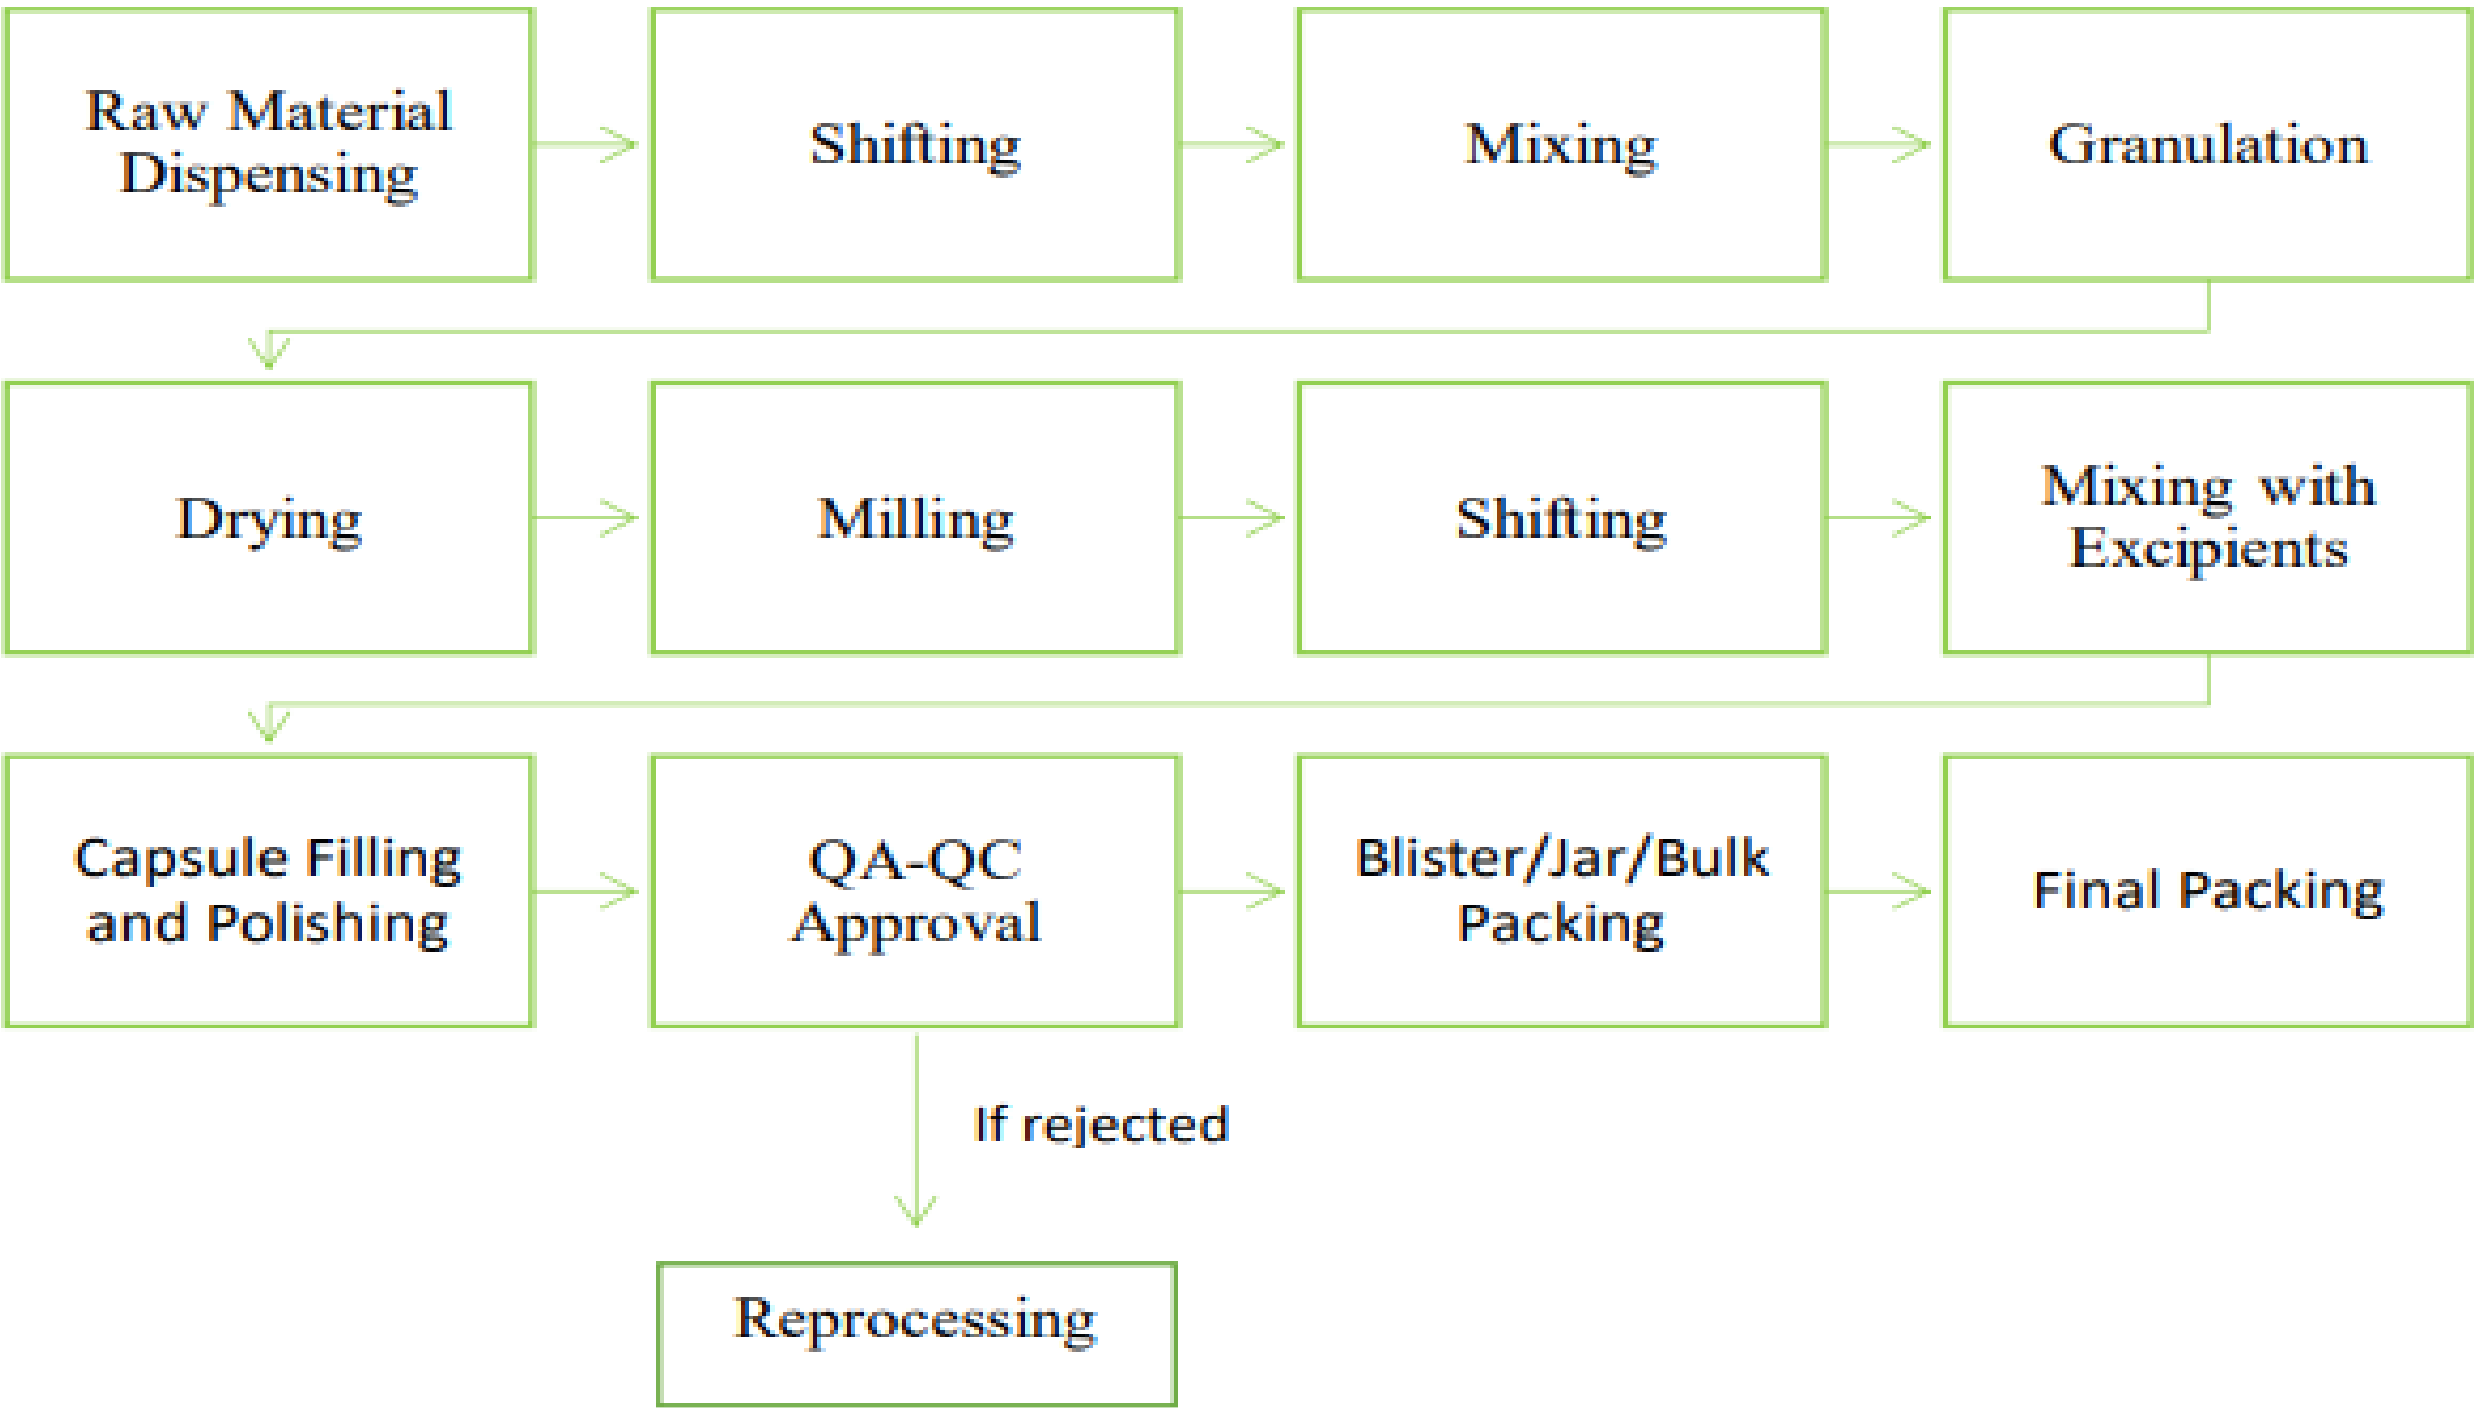 Raw Material
Dispensing
Shifting
Mixing
Granulation
Drying
Milling
Shifting
Mixing with
Excipients
Capsule Filling
and Polishing
QA-QC
Approval
Blister/Jar/Bulk
Packing
Final Packing
If rejected
Reprocessing